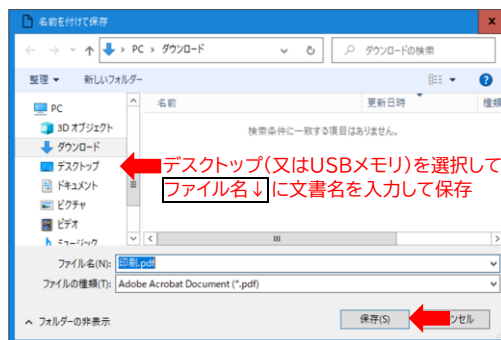 名前を付けて保存
PC › ダウンロード
ダウンロードの検索
整理 新しいフォルダー
PC
3D オブジェクト
ダウンロード
デスクトップ
ドキュメント
ピクチャ
ビデオ
ミュージック
名前 更新日時 種類
検索条件に一致する項目はありません。
デスクトップ(又はUSBメモリ)を選択して
ファイル名↓に文書名を入力して保存
ファイル名(N): 印刷.pdf
ファイルの種類(T): Adobe Acrobat Document (*.pdf)
フォルダーの非表示
保存(S)
ンセル